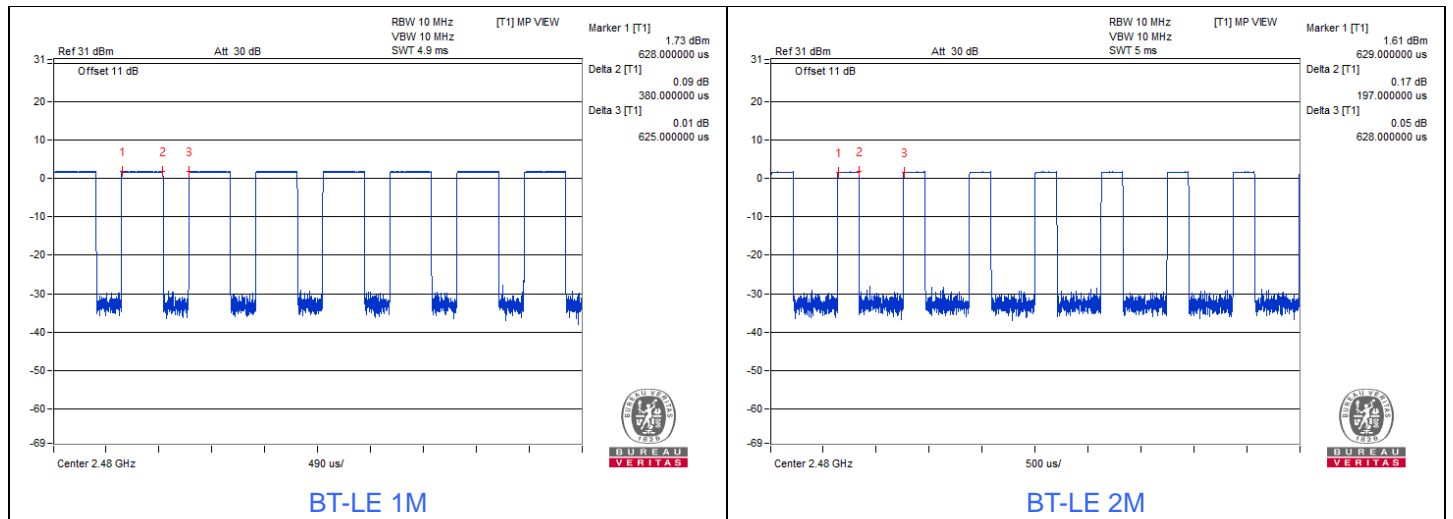 RBW 10 MHz [T1] MP VIEW
VBW 10 MHz
Ref 31 dBm Att 30 dB SWT 4.9 ms
Marker 1 [T1]
1.73 dBm
628.000000 us
Delta 2 [T1]
0.09 dB
380.000000 us
Delta 3 [T1]
0.01 dB
625.000000 us
31
Offset 11 dB
20
10
1 2 3
0
-10
-20
-30
-40
-50
-60
-69
Center 2.48 GHz 490 us/
BUREAU VERITAS
1828
BUREAU
VERITAS
BT-LE 1M
RBW 10 MHz [T1] MP VIEW
VBW 10 MHz
Ref 31 dBm Att 30 dB SWT 5 ms
Marker 1 [T1]
1.61 dBm
629.000000 us
Delta 2 [T1]
0.17 dB
197.000000 us
Delta 3 [T1]
0.05 dB
628.000000 us
31
Offset 11 dB
20
10
1 2 3
0
-10
-20
-30
-40
-50
-60
-69
Center 2.48 GHz 500 us/
BUREAU VERITAS
1828
BUREAU
VERITAS
BT-LE 2M